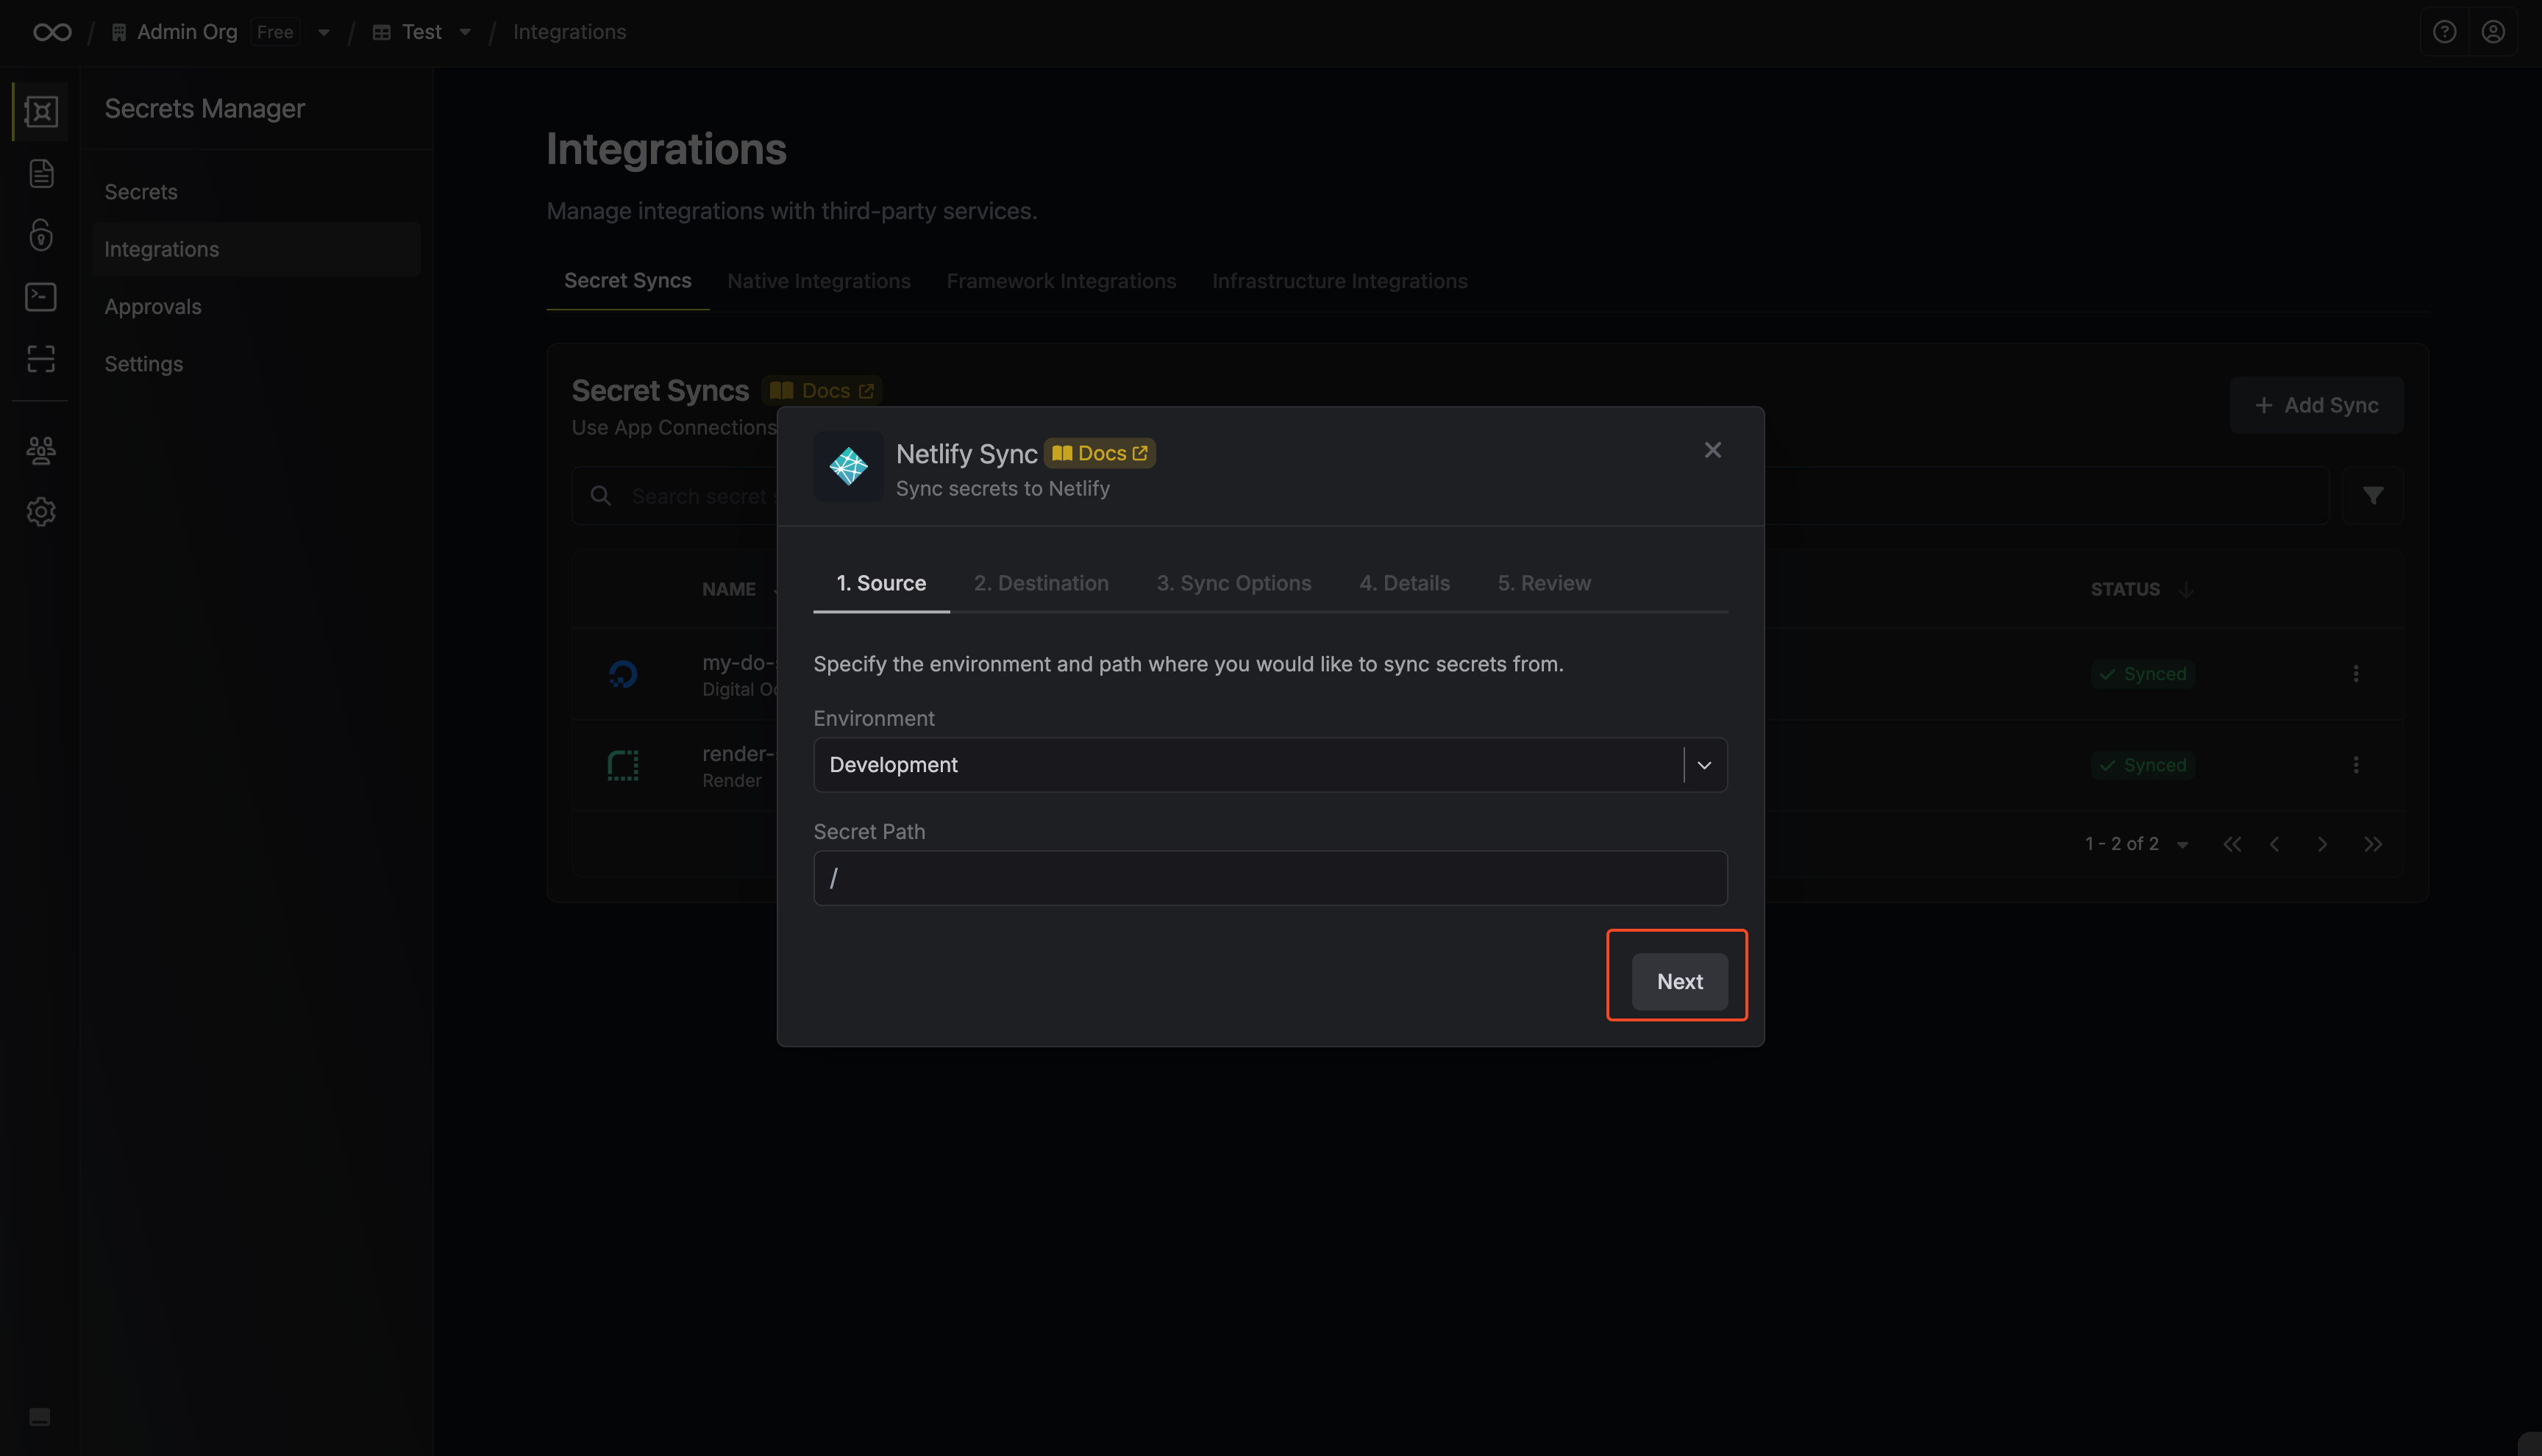 Admin Org Free / Test / Integrations
Secrets Manager
Secrets
Integrations
Approvals
Settings
Integrations
Manage integrations with third-party services.
Secret Syncs Native Integrations Framework Integrations Infrastructure Integrations
Secret Syncs Docs
Use App Connections
+ Add Sync
Search secret
NAME
STATUS
my-do-
Digital
Synced
render-
Render
Synced
1 - 2 of 2
Netlify Sync Docs
Sync secrets to Netlify
1. Source 2. Destination 3. Sync Options 4. Details 5. Review
Specify the environment and path where you would like to sync secrets from.
Environment
Development
Secret Path
/
Next